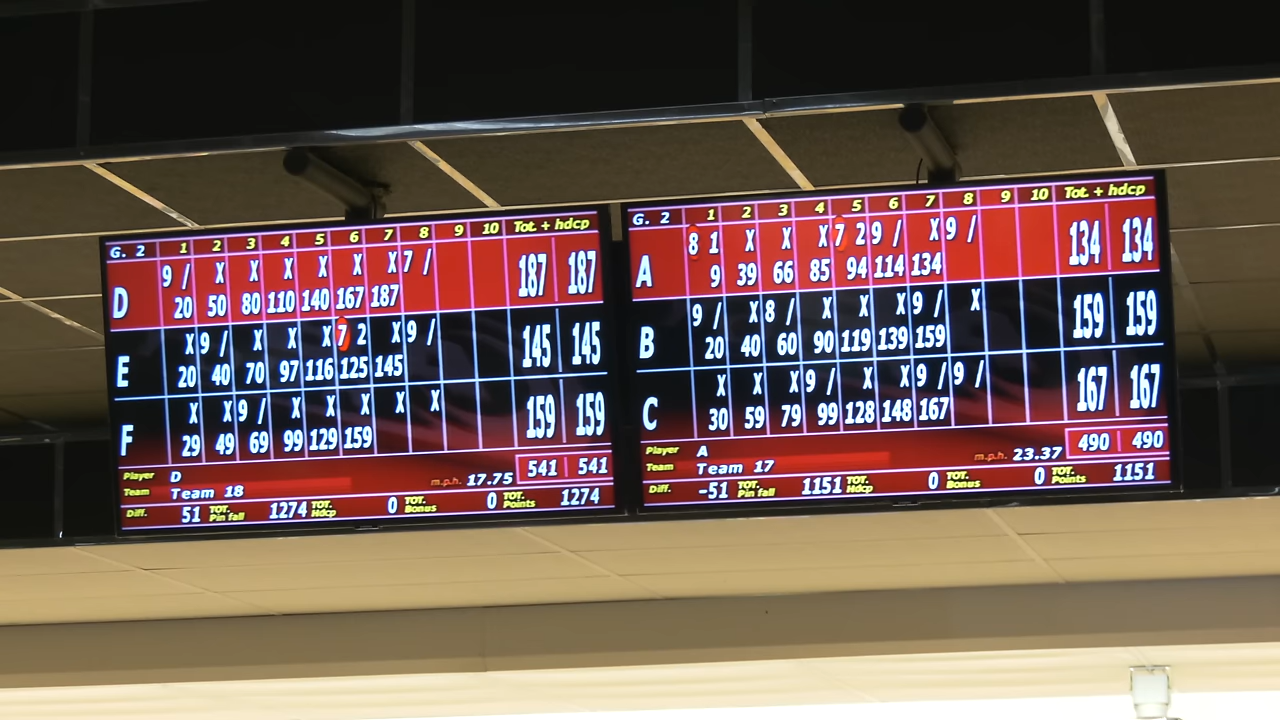 G. 2 1 2 3 4 5 6 7 8 9 10 Tot. + hdcp
9 / X X X X X X 7 /
D 20 50 80 110 140 167 187 187 187
X 9 / X X X 7 2 X 9 /
E 20 40 70 97 116 125 145 145 145
X X 9 / X X X X X
F 29 49 69 99 129 159 159 159
541 541
Player D
Team Team 18 m.p.h. 17.75
Diff. 51 TOT. Pin fall 1274 TOT. Hdcp 0 TOT. Bonus 0 TOT. Points 1274
G. 2 1 2 3 4 5 6 7 8 9 10 Tot. + hdcp
8 1 X X X 7 2 9 / X 9 /
A 9 39 66 85 94 114 134 134 134
9 / X 8 / X X X 9 / X
B 20 40 60 90 119 139 159 159 159
X X X 9 / X X 9 / 9 /
C 30 59 79 99 128 148 167 167 167
490 490
Player A
Team Team 17 m.p.h. 23.37
Diff. -51 TOT. Pin fall 1151 TOT. Hdcp 0 TOT. Bonus 0 TOT. Points 1151